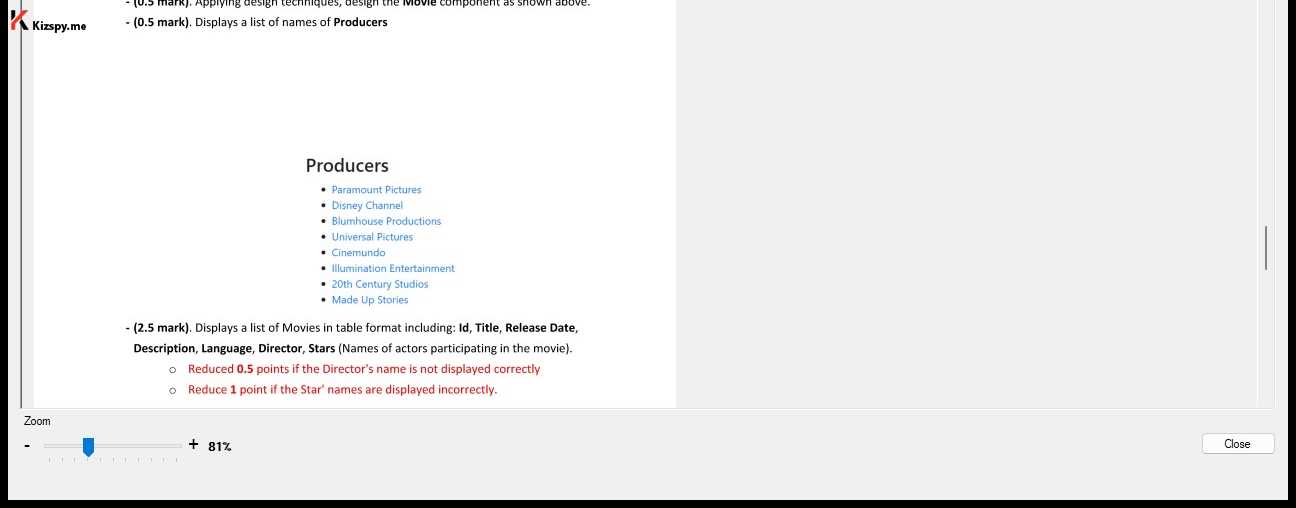 - (0.5 mark). Applying design techniques, design the Movie component as shown above.
Kizspy.me
- (0.5 mark). Displays a list of names of Producers
Producers
• Paramount Pictures
• Disney Channel
• Blumhouse Productions
• Universal Pictures
• Cinemundo
• Illumination Entertainment
• 20th Century Studios
• Made Up Stories
- (2.5 mark). Displays a list of Movies in table format including: Id, Title, Release Date,
Description, Language, Director, Stars (Names of actors participating in the movie).
o Reduced 0.5 points if the Director's name is not displayed correctly
o Reduce 1 point if the Star' names are displayed incorrectly.
Zoom
- + 81%
Close